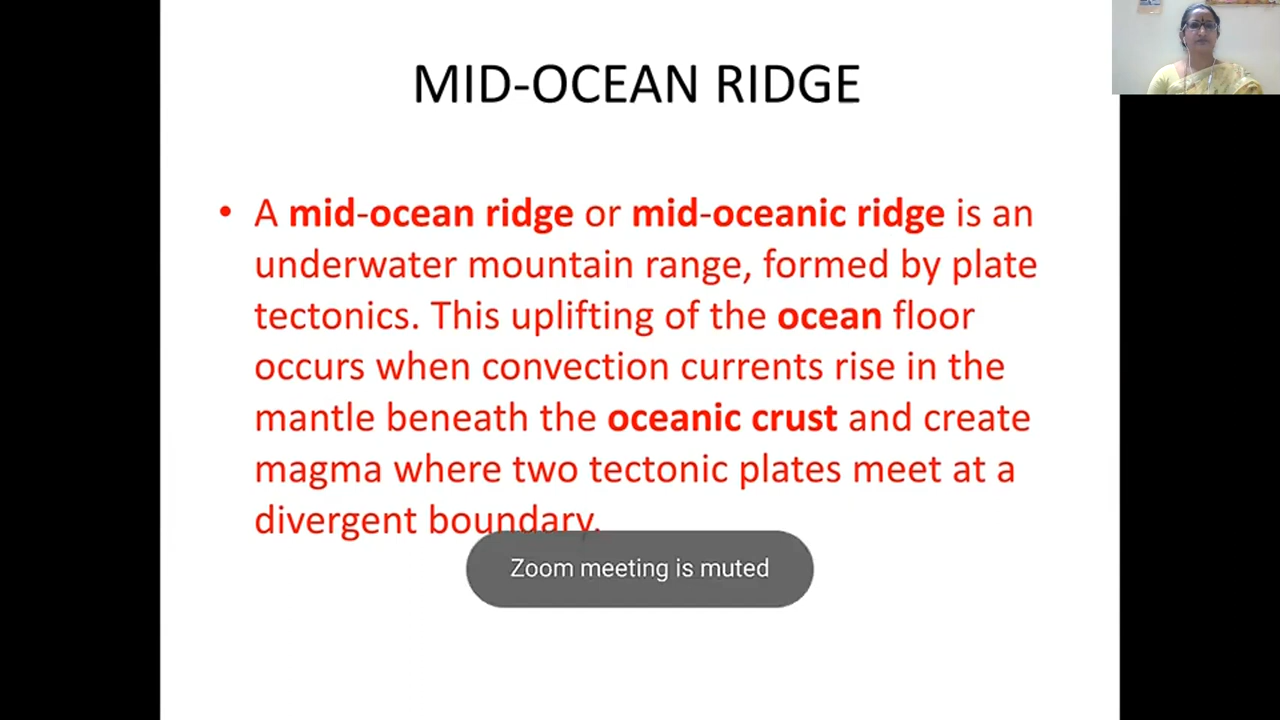 MID-OCEAN RIDGE
• A mid-ocean ridge or mid-oceanic ridge is an
underwater mountain range, formed by plate
tectonics. This uplifting of the ocean floor
occurs when convection currents rise in the
mantle beneath the oceanic crust and create
magma where two tectonic plates meet at a
divergent boundary.
Zoom meeting is muted